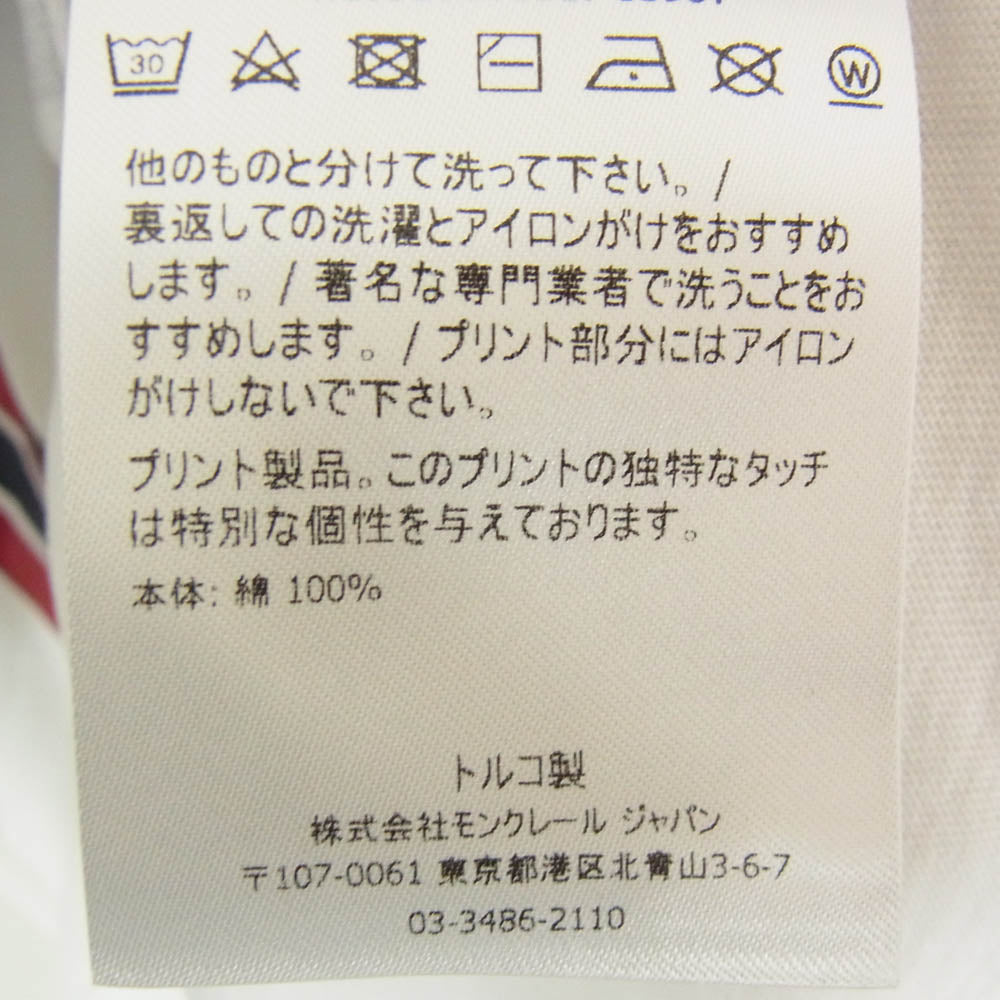 30
W
他のものと分けて洗って下さい。/
裏返しての洗濯とアイロンがけをおすすめ
します。/ 著名な専門業者で洗うことをお
すすめします。/ プリント部分にはアイロン
がけしないで下さい。
プリント製品。このプリントの独特なタッチ
は特別な個性を与えております。
本体: 綿 100%
トルコ製
株式会社モンクレール ジャパン
〒107-0061 東京都港区北青山3-6-7
03-3486-2110